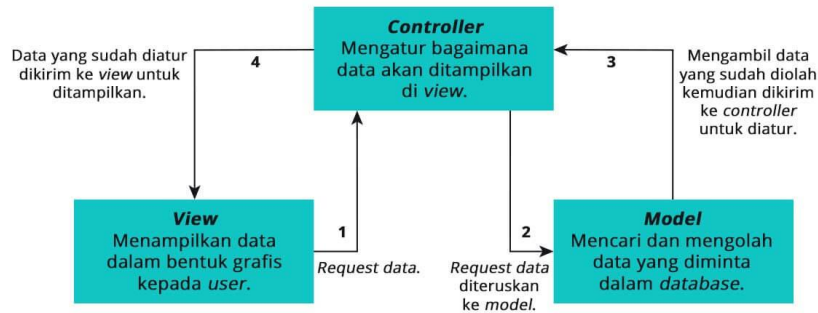 Controller
Mengatur bagaimana
data akan ditampilkan
di view.
Data yang sudah diatur
dikirim ke view untuk
ditampilkan.
4
3
Mengambil data
yang sudah diolah
kemudian dikirim
ke controller
untuk diatur.
View
Menampilkan data
dalam bentuk grafis
kepada user.
1
Request data.
2
Request data
diteruskan
ke model.
Model
Mencari dan mengolah
data yang diminta
dalam database.